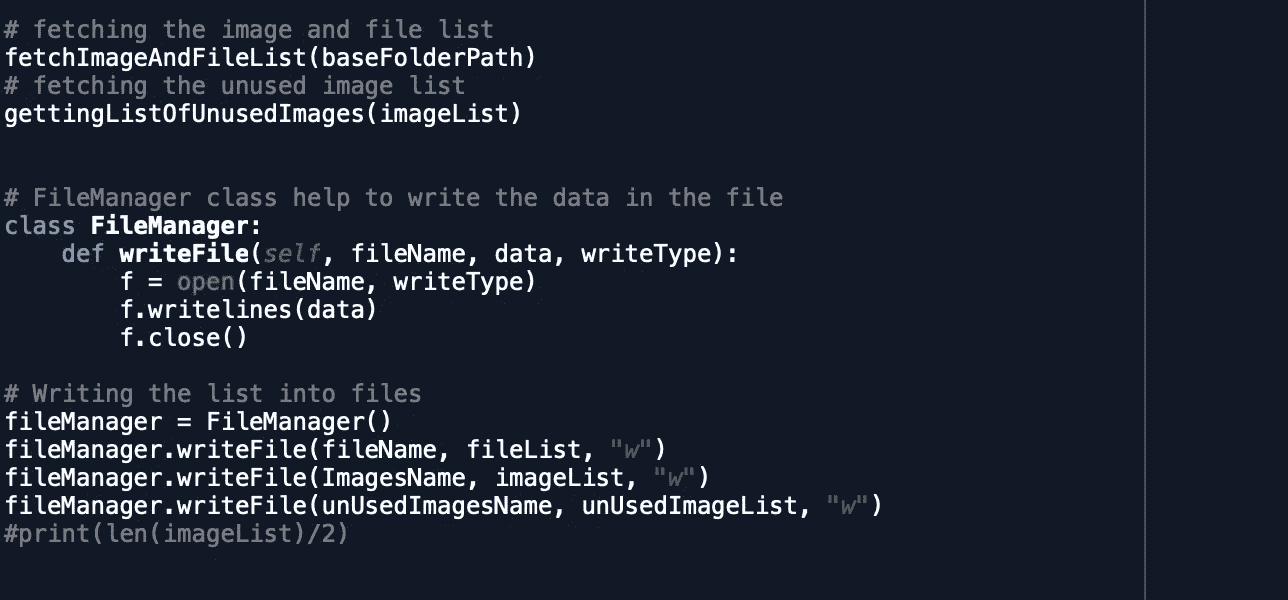 # fetching the image and file list
fetchImageAndFileList(baseFolderPath)
# fetching the unused image list
gettingListOfUnusedImages(imageList)
# FileManager class help to write the data in the file
class FileManager:
    def writeFile(self, fileName, data, writeType):
        f = open(fileName, writeType)
        f.writelines(data)
        f.close()
# Writing the list into files
fileManager = FileManager()
fileManager.writeFile(fileName, fileList, "w")
fileManager.writeFile(ImagesName, imageList, "w")
fileManager.writeFile(unUsedImagesName, unUsedImageList, "w")
#print(len(imageList)/2)